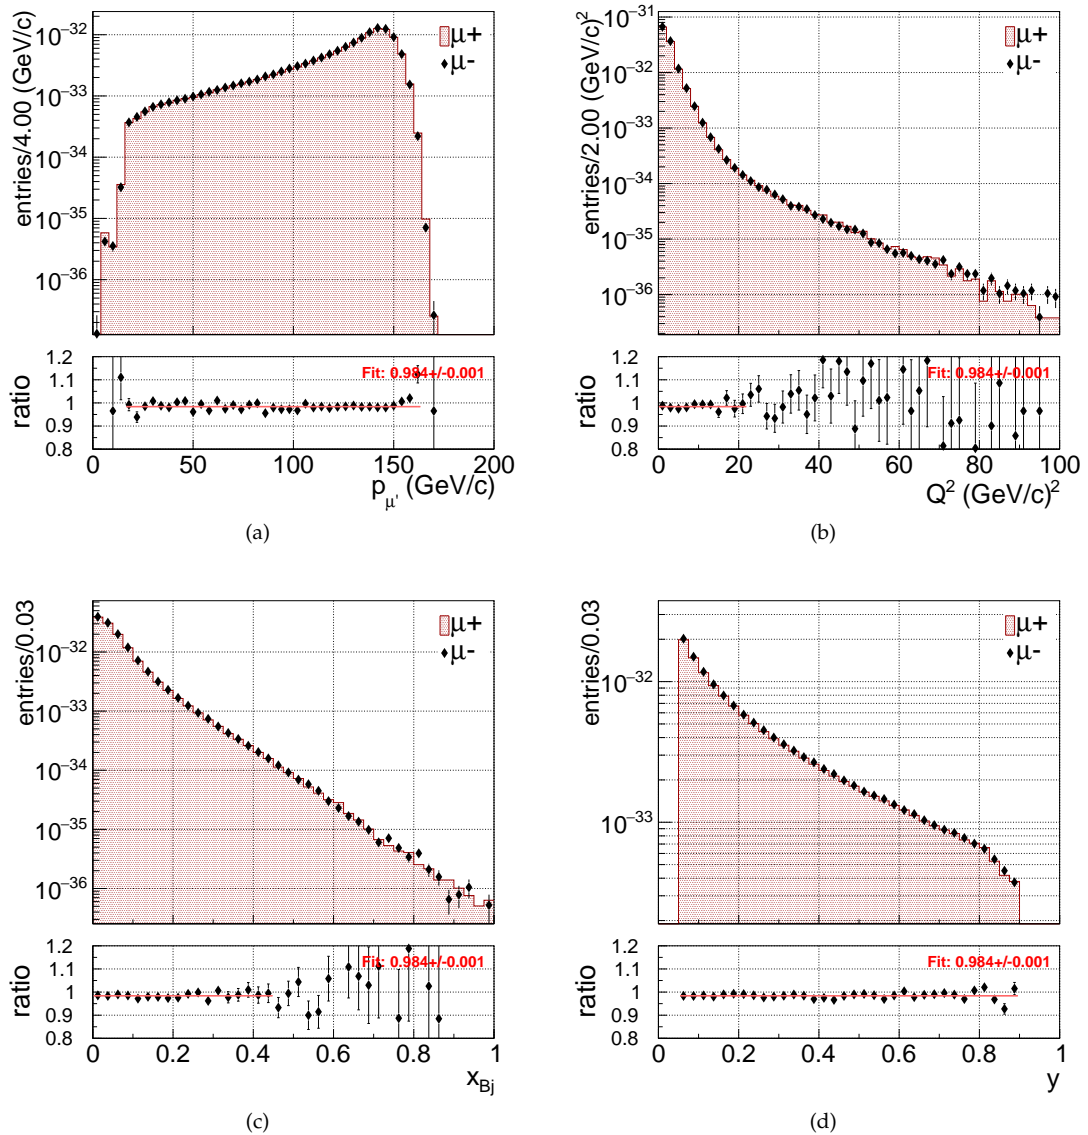 entries/4.00 (GeV/c)
10⁻³²
10⁻³³
10⁻³⁴
10⁻³⁵
10⁻³⁶
μ+
μ-
ratio
1.2
1.1
1.0
0.9
0.8
Fit: 0.984+/-0.001
0 50 100 150 200
p_μ' (GeV/c)
(a)
entries/2.00 (GeV/c)²
10⁻³¹
10⁻³²
10⁻³³
10⁻³⁴
10⁻³⁵
10⁻³⁶
μ+
μ-
ratio
1.2
1.1
1.0
0.9
0.8
Fit: 0.984+/-0.001
0 20 40 60 80 100
Q² (GeV/c)²
(b)
entries/0.03
10⁻³²
10⁻³³
10⁻³⁴
10⁻³⁵
10⁻³⁶
μ+
μ-
ratio
1.2
1.1
1.0
0.9
0.8
Fit: 0.984+/-0.001
0 0.2 0.4 0.6 0.8 1
x_Bj
(c)
entries/0.03
10⁻³²
10⁻³³
μ+
μ-
ratio
1.2
1.1
1.0
0.9
0.8
Fit: 0.984+/-0.001
0 0.2 0.4 0.6 0.8 1
y
(d)